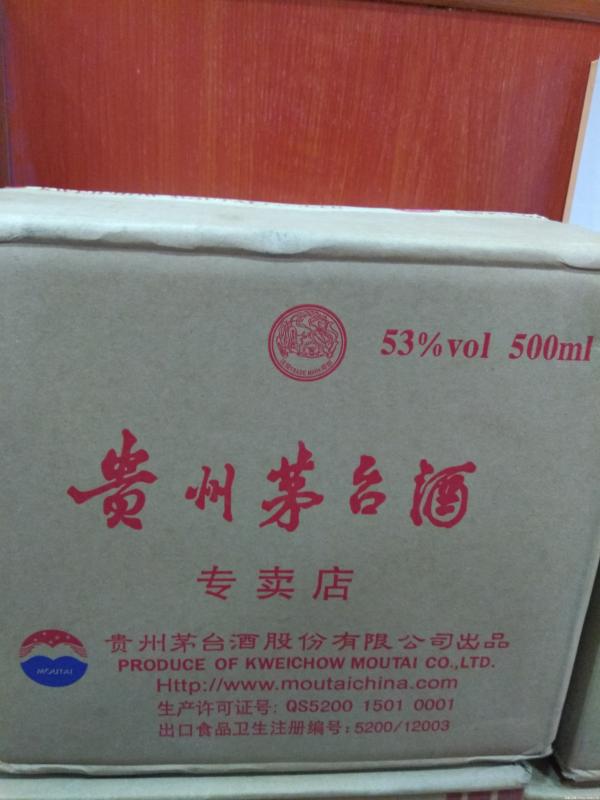 53%vol 500ml
贵州茅台酒
专卖店
MOUTAI
贵州茅台酒股份有限公司出品
PRODUCE OF KWEICHOW MOUTAI CO.,LTD.
Http://www.moutaichina.com
生产许可证号: QS5200 1501 0001
出口食品卫生注册编号: 5200/12003